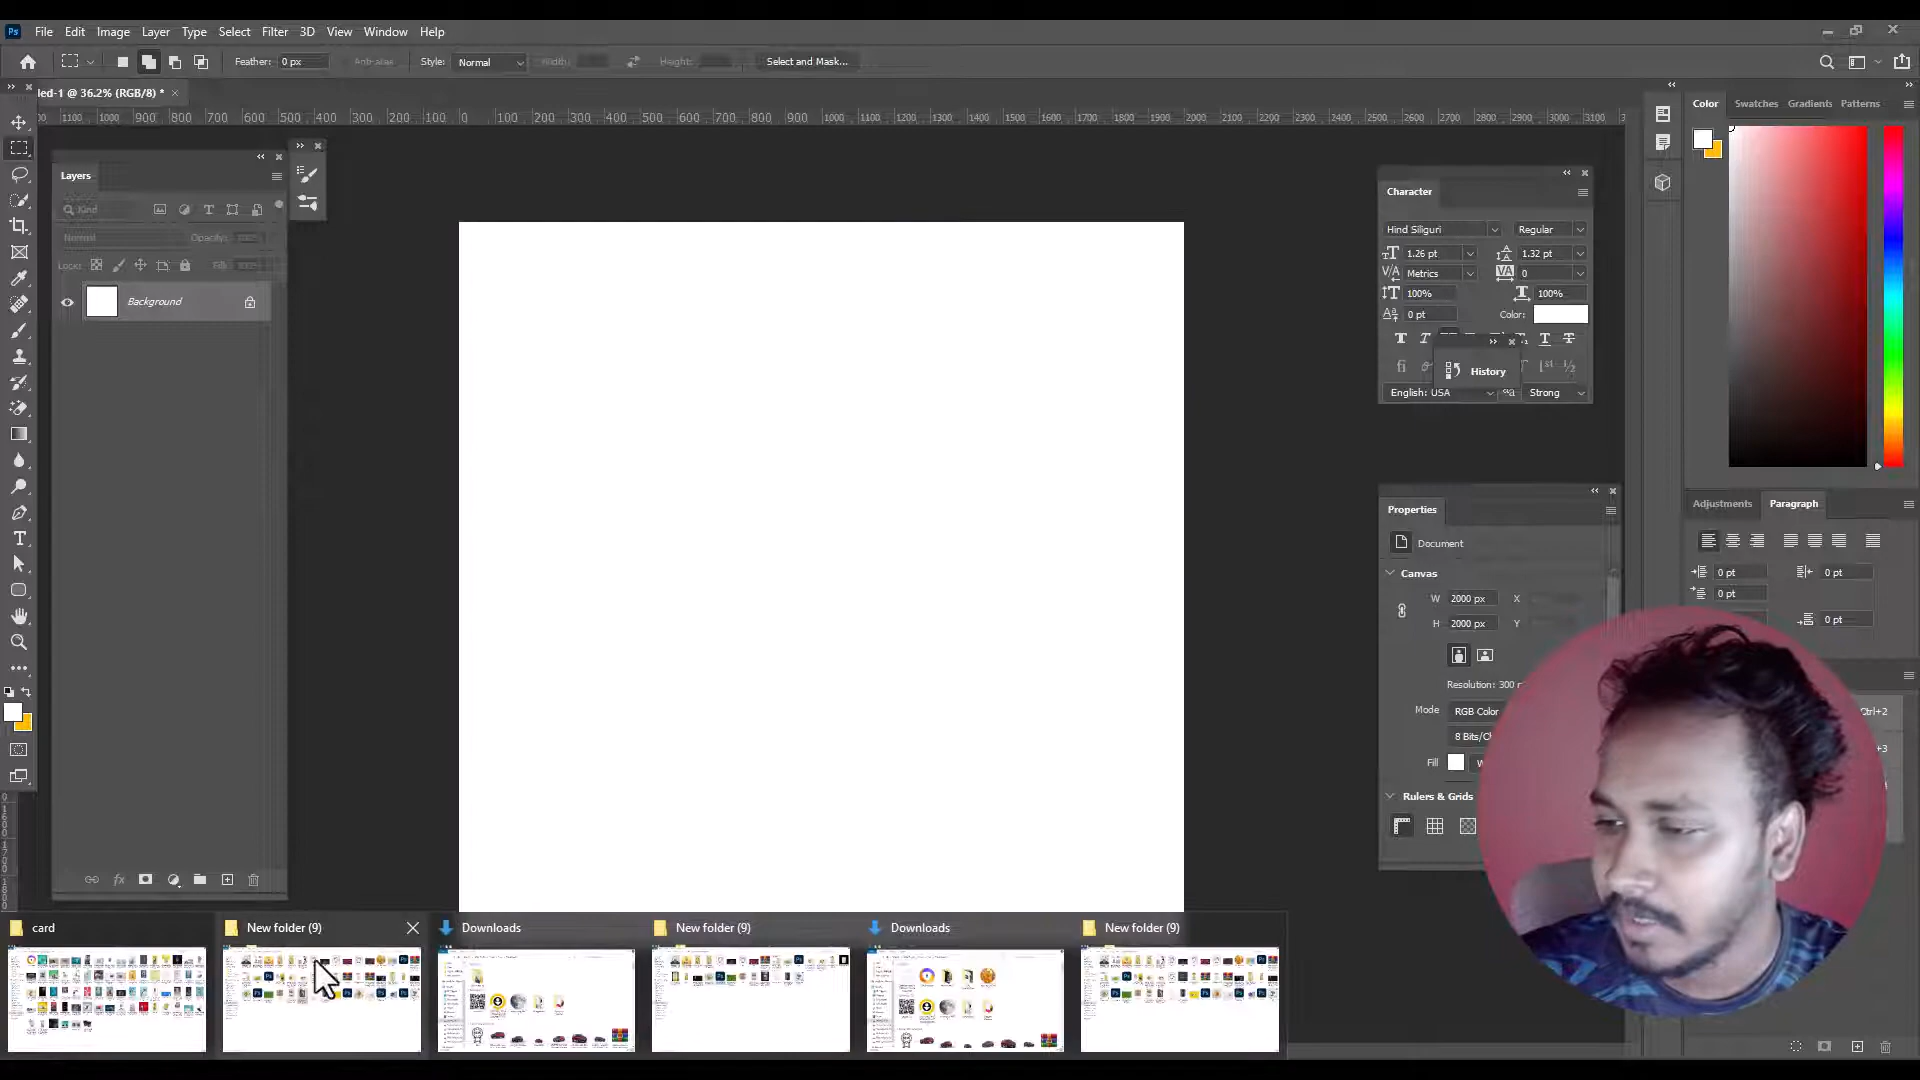 Ps File Edit Image Layer Type Select Filter 3D View Window Help
Feather: 0 px Anti-alias Style: Normal Width: Height: Select and Mask...
led-1 @ 36.2% (RGB/8) *
1100 1000 900 800 700 600 500 400 300 200 100 0 100 200 300 400 500 600 700 800 900 1000 1100 1200 1300 1400 1500 1600 1700 1800 1900 2000 2100 2200 2300 2400 2500 2600 2700 2800 2900 3000 3100
Color Swatches Gradients Patterns
Layers
Kind
Normal Opacity:
Lock: Fill:
Background
Character
Hind Siliguri Regular
1.26 pt 1.32 pt
Metrics 0
100% 100%
0 pt Color:
History
English: USA Strong
Adjustments Paragraph
0 pt 0 pt
0 pt
0 pt
Properties
Document
Canvas
W 2000 px X
H 2000 px Y
Resolution: 300
Mode RGB Color
8 Bits/C
Fill W
Rulers & Grids
Ctrl+2
+3
card
New folder (9)
Downloads
New folder (9)
Downloads
New folder (9)